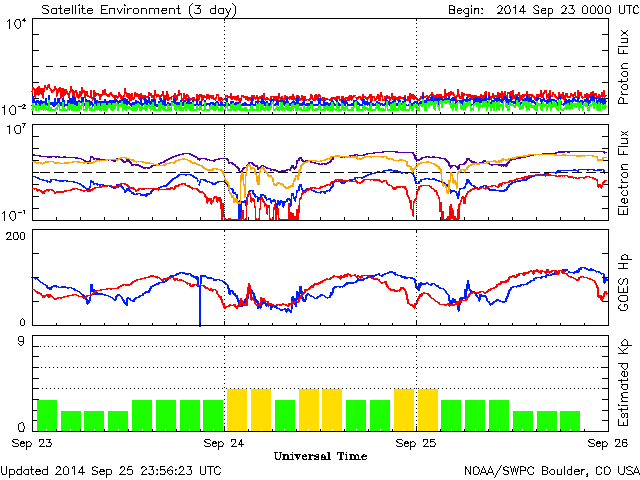 Satellite Environment (3 day) Begin: 2014 Sep 23 0000 UTC
10⁴
10⁻²
Proton Flux
10⁷
10⁻¹
Electron Flux
200
0
GOES Hp
9
0
Estimated Kp
Sep 23 Sep 24 Sep 25 Sep 26
Universal Time
Updated 2014 Sep 25 23:56:23 UTC NOAA/SWPC Boulder, CO USA